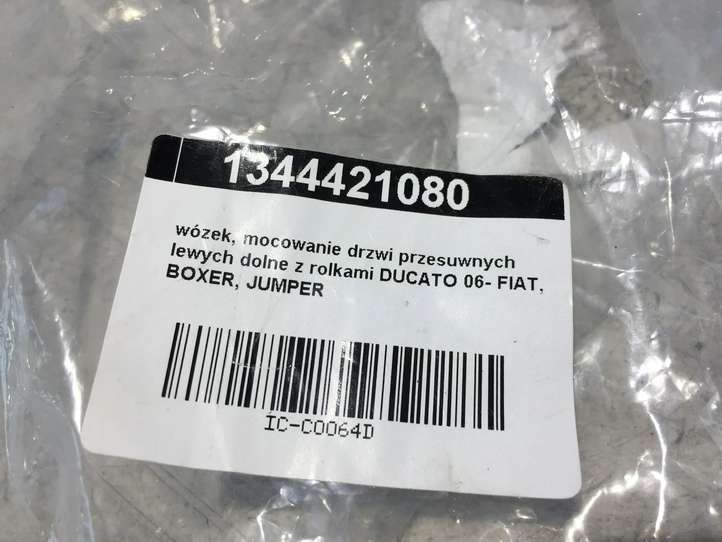 1344421080
wózek, mocowanie drzwi przesuwnych
lewych dolne z rolkami DUCATO 06- FIAT,
BOXER, JUMPER
IC-C0064D